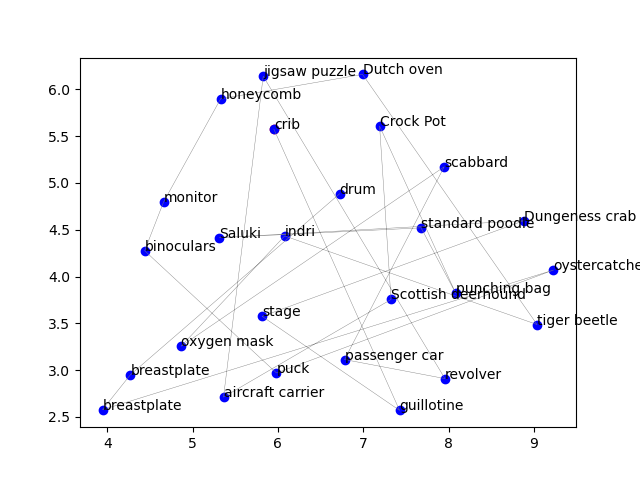 jigsaw puzzle
Dutch oven
6.0
honeycomb
crib
Crock Pot
5.5
scabbard
5.0
monitor
drum
4.5
Saluki
indri
standard poodle
Dungeness crab
binoculars
4.0
oystercatche
punching bag
Scottish deerhound
3.5
stage
tiger beetle
oxygen mask
passenger car
3.0
breastplate
puck
revolver
aircraft carrier
2.5
breastplate
guillotine
4 5 6 7 8 9